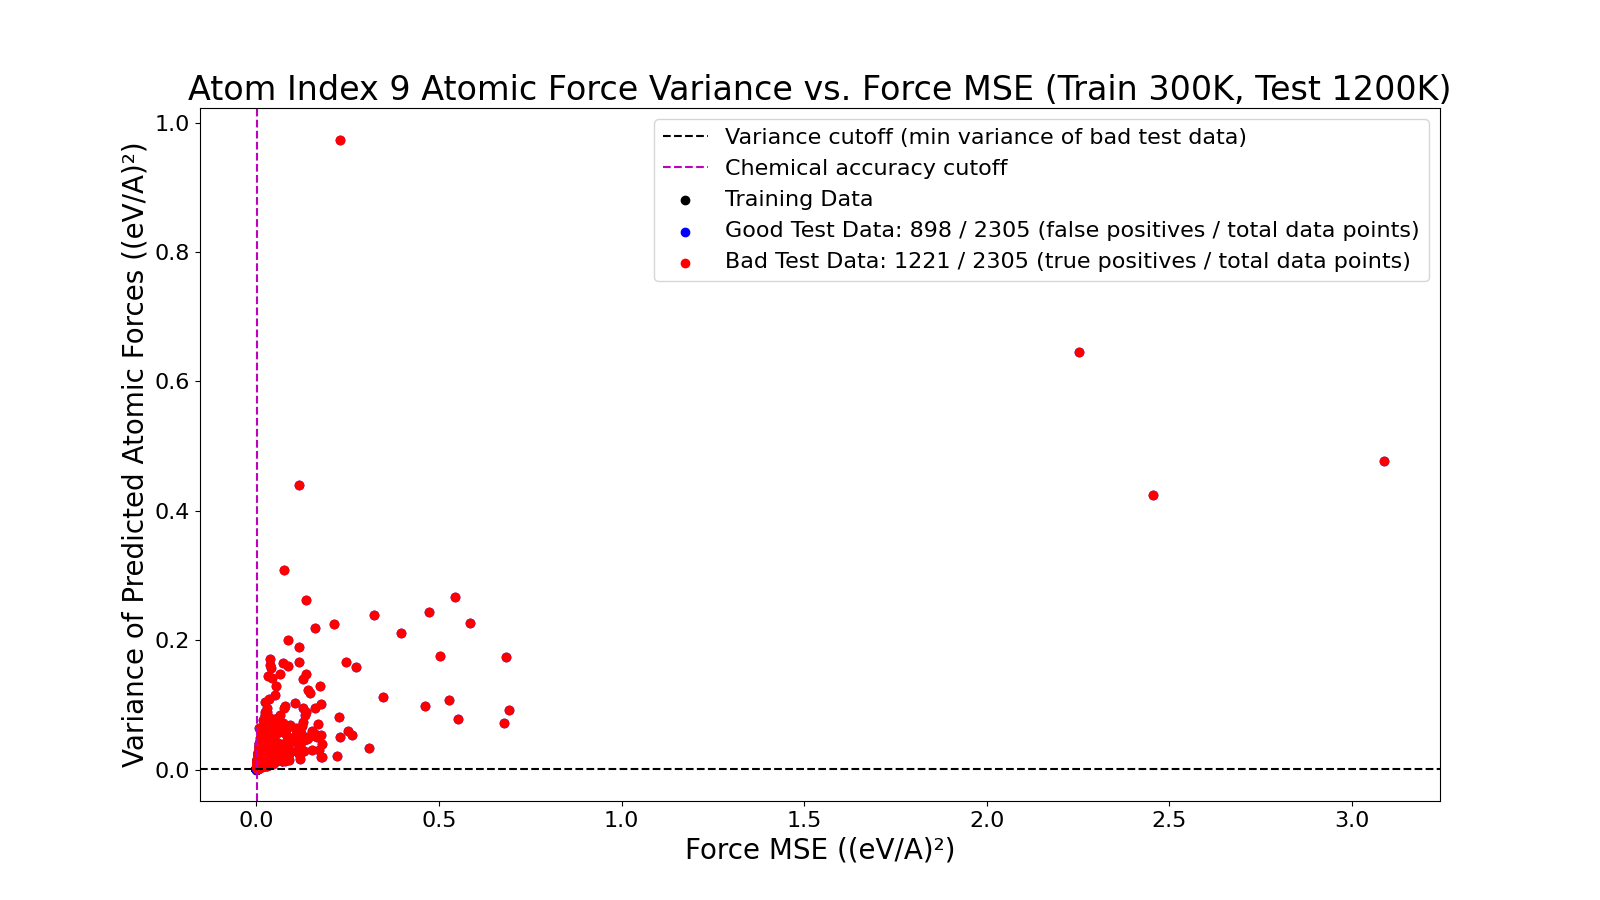 Atom Index 9 Atomic Force Variance vs. Force MSE (Train 300K, Test 1200K)
Variance cutoff (min variance of bad test data)
Chemical accuracy cutoff
Training Data
Good Test Data: 898 / 2305 (false positives / total data points)
Bad Test Data: 1221 / 2305 (true positives / total data points)
Variance of Predicted Atomic Forces ((eV/A)²)
1.0
0.8
0.6
0.4
0.2
0.0
0.0 0.5 1.0 1.5 2.0 2.5 3.0
Force MSE ((eV/A)²)